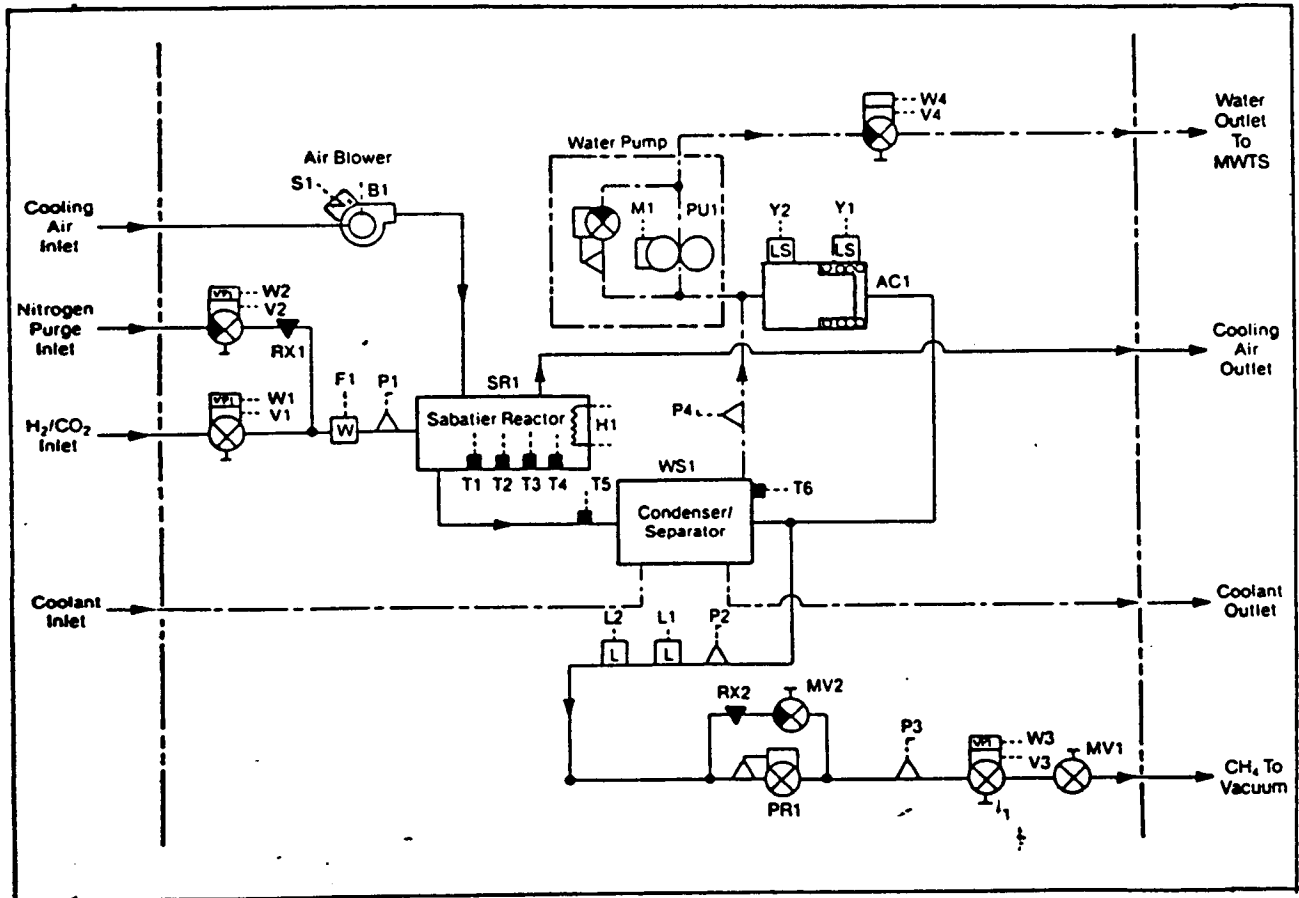 W4
V4
Water
Outlet
To
MWTS
Water Pump
Air Blower
S1
B1
M1
PU1
Y2
Y1
LS
LS
AC1
Cooling
Air
Inlet
W2
V2
Nitrogen
Purge
Inlet
RX1
Cooling
Air
Outlet
F1
P1
SR1
W1
V1
H₂/CO₂
Inlet
W
Sabatier Reactor
H1
P4
T1
T2
T3
T4
T5
WS1
T6
Condenser/
Separator
Coolant
Inlet
Coolant
Outlet
L2
L1
P2
L
L
RX2
MV2
P3
W3
V3
MV1
PR1
CH₄ To
Vacuum